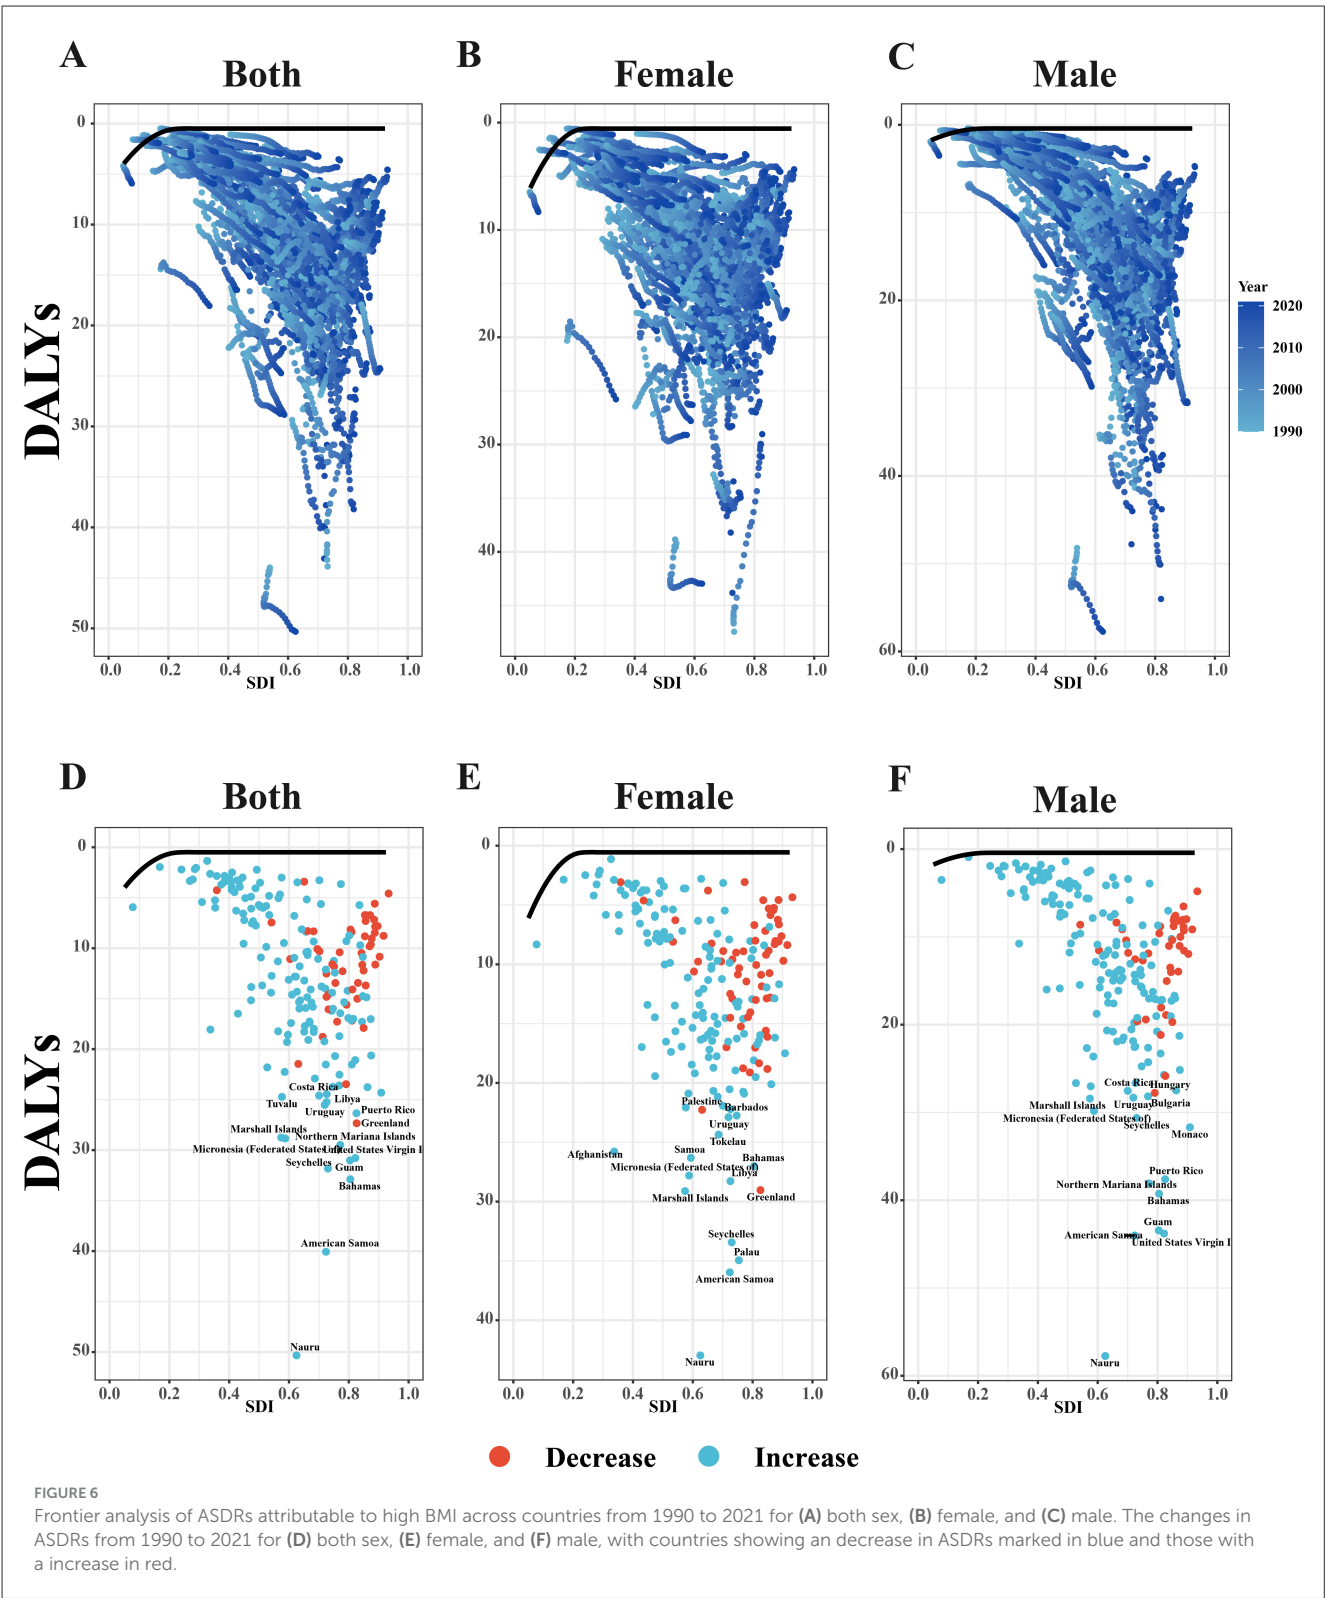 A
Both
B
Female
C
Male
DALYs
0
10
20
30
40
50
0.0 0.2 0.4 0.6 0.8 1.0
SDI
0
10
20
30
40
0.0 0.2 0.4 0.6 0.8 1.0
SDI
0
20
40
60
0.0 0.2 0.4 0.6 0.8 1.0
SDI
Year
2020
2010
2000
1990
D
Both
E
Female
F
Male
DALYs
0
10
20
30
40
50
Costa Rica
Tuvalu
Libya
Uruguay
Puerto Rico
Greenland
Marshall Islands
Northern Mariana Islands
Micronesia (Federated States of)
United States Virgin I
Seychelles
Guam
Bahamas
American Samoa
Nauru
0.0 0.2 0.4 0.6 0.8 1.0
SDI
0
10
20
30
40
Palestine
Barbados
Uruguay
Tokelau
Afghanistan
Samoa
Bahamas
Micronesia (Federated States of)
Libya
Marshall Islands
Greenland
Seychelles
Palau
American Samoa
Nauru
0.0 0.2 0.4 0.6 0.8 1.0
SDI
0
20
40
60
Costa Rica
Hungary
Marshall Islands
Uruguay
Bulgaria
Micronesia (Federated States of)
Seychelles
Monaco
Puerto Rico
Northern Mariana Islands
Bahamas
Guam
American Samoa
United States Virgin I
Nauru
0.0 0.2 0.4 0.6 0.8 1.0
SDI
Decrease Increase
FIGURE 6
Frontier analysis of ASDRs attributable to high BMI across countries from 1990 to 2021 for (A) both sex, (B) female, and (C) male. The changes in
ASDRs from 1990 to 2021 for (D) both sex, (E) female, and (F) male, with countries showing an decrease in ASDRs marked in blue and those with
a increase in red.